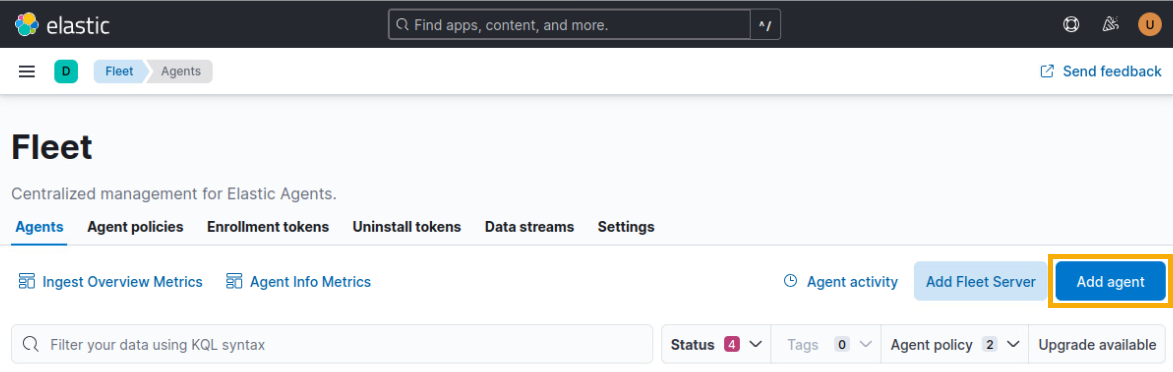 elastic Find apps, content, and more. ^/ U
D Fleet Agents Send feedback
Fleet
Centralized management for Elastic Agents.
Agents Agent policies Enrollment tokens Uninstall tokens Data streams Settings
Ingest Overview Metrics Agent Info Metrics Agent activity Add Fleet Server Add agent
Filter your data using KQL syntax Status 4 Tags 0 Agent policy 2 Upgrade available